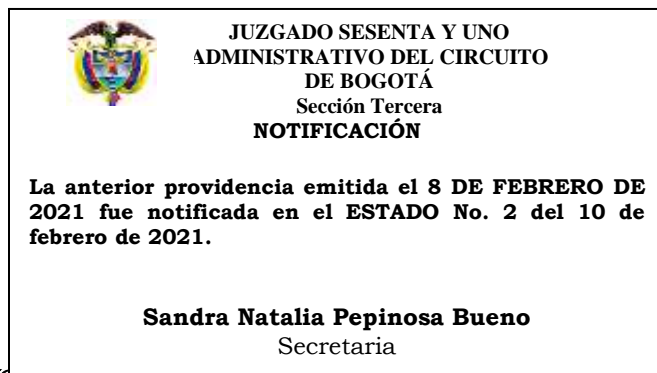 JUZGADO SESENTA Y UNO
ADMINISTRATIVO DEL CIRCUITO
DE BOGOTÁ
Sección Tercera
NOTIFICACIÓN
La anterior providencia emitida el 8 DE FEBRERO DE
2021 fue notificada en el ESTADO No. 2 del 10 de
febrero de 2021.
Sandra Natalia Pepinosa Bueno
Secretaria